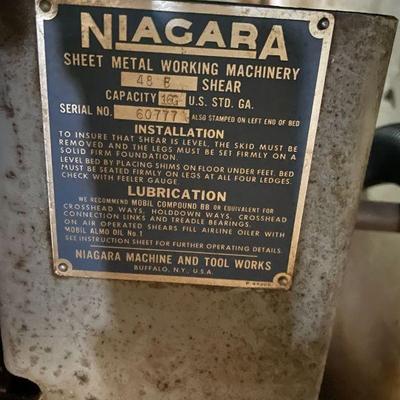 NIAGARA
SHEET METAL WORKING MACHINERY
48 E SHEAR
CAPACITY 16G U.S. STD. GA.
SERIAL NO. 60777 ALSO STAMPED ON LEFT END OF BED
INSTALLATION
TO INSURE THAT SHEAR IS LEVEL, THE SKID MUST BE
REMOVED AND THE LEGS MUST BE SET FIRMLY ON A
SOLID FIRM FOUNDATION.
LEVEL BED BY PLACING SHIMS ON FLOOR UNDER FEET. BED
MUST BE SEATED FIRMLY ON LEGS AT ALL FOUR LEDGES.
CHECK WITH FEELER GAUGE.
LUBRICATION
WE RECOMMEND MOBIL COMPOUND BB OR EQUIVALENT FOR
CROSSHEAD WAYS, HOLDDOWN WAYS, CROSSHEAD
CONNECTION LINKS AND TREADLE BEARINGS.
ON AIR OPERATED SHEARS FILL AIRLINE OILER WITH
MOBIL ALMO OIL No. 1
SEE INSTRUCTION SHEET FOR FURTHER OPERATING DETAILS.
NIAGARA MACHINE AND TOOL WORKS
BUFFALO, N.Y., U.S.A.